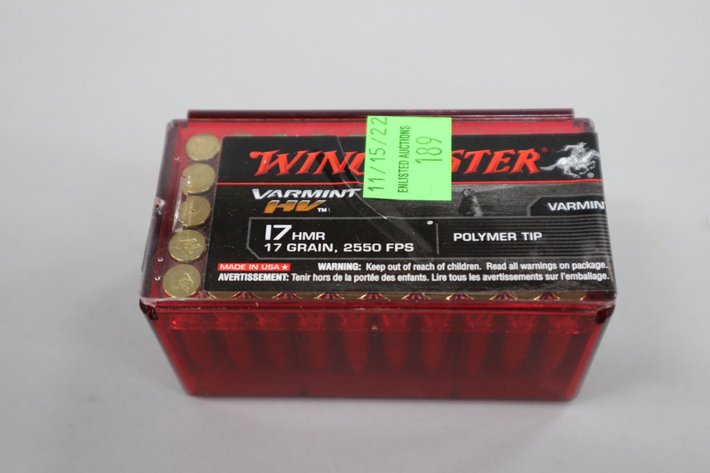 WINCHESTER
11/15/22
ENLISTED AUCTIONS
189
VARMINT
HV™
VARMIN
17 HMR
17 GRAIN, 2550 FPS
POLYMER TIP
MADE IN USA★
WARNING: Keep out of reach of children. Read all warnings on package.
AVERTISSEMENT: Tenir hors de la portée des enfants. Lire tous les avertissements sur l'emballage.